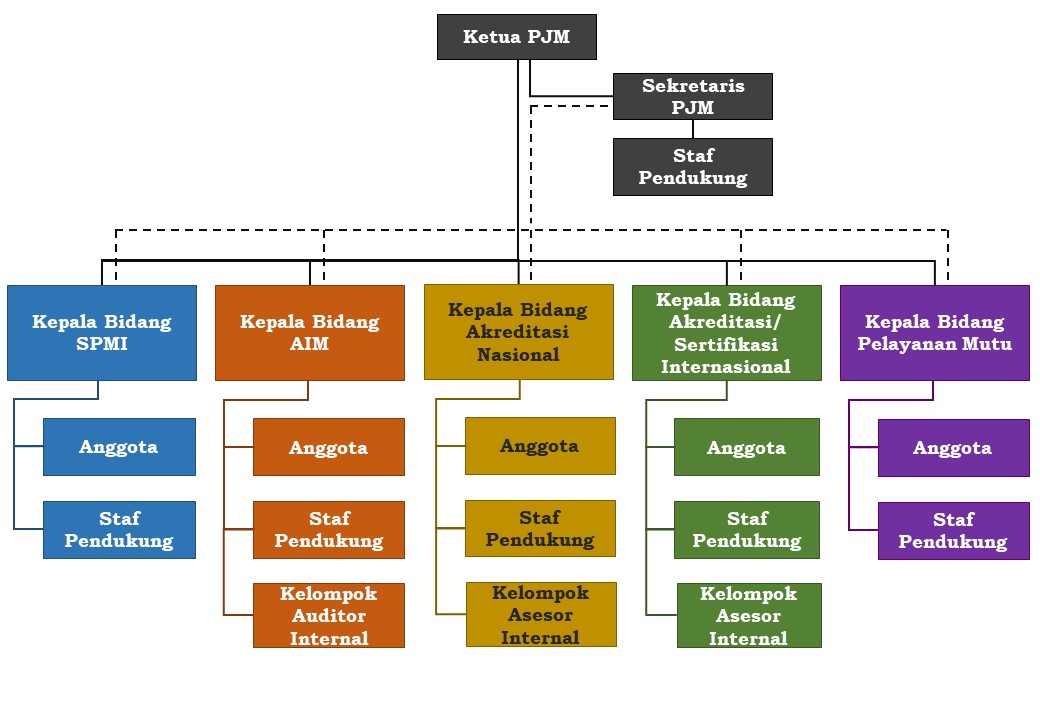 Ketua PJM
Sekretaris
PJM
Staf
Pendukung
Kepala Bidang
SPMI
Kepala Bidang
AIM
Kepala Bidang
Akreditasi
Nasional
Kepala Bidang
Akreditasi/
Sertifikasi
Internasional
Kepala Bidang
Pelayanan Mutu
Anggota
Anggota
Anggota
Anggota
Anggota
Staf
Pendukung
Staf
Pendukung
Staf
Pendukung
Staf
Pendukung
Staf
Pendukung
Kelompok
Auditor
Internal
Kelompok
Asesor
Internal
Kelompok
Asesor
Internal